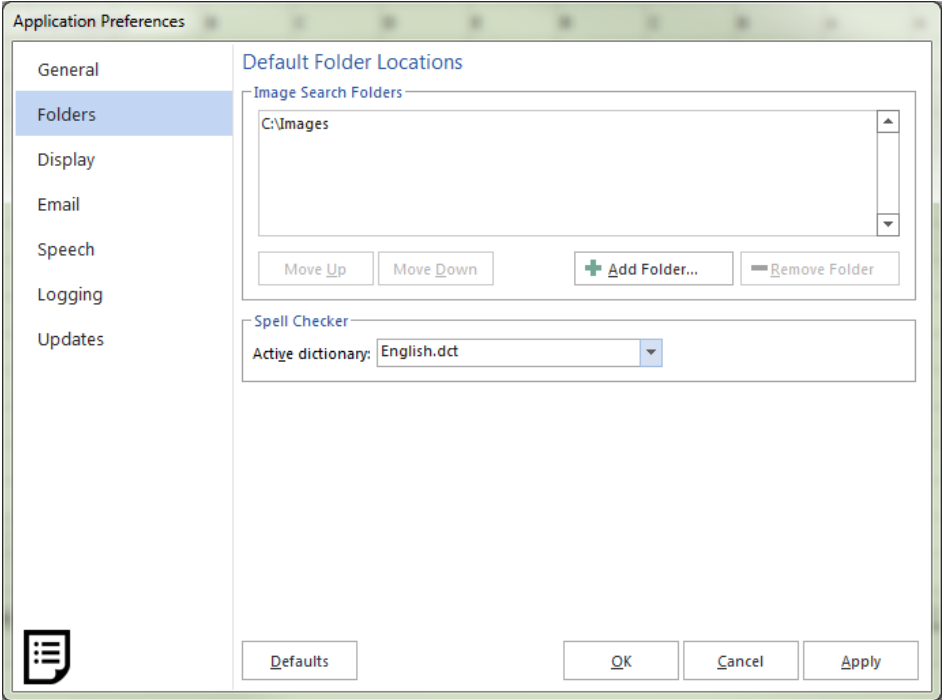 Application Preferences
General
Folders
Display
Email
Speech
Logging
Updates
Default Folder Locations
Image Search Folders
C:\Images
Move Up
Move Down
Add Folder...
Remove Folder
Spell Checker
Active dictionary:
English.dct
Defaults
OK
Cancel
Apply